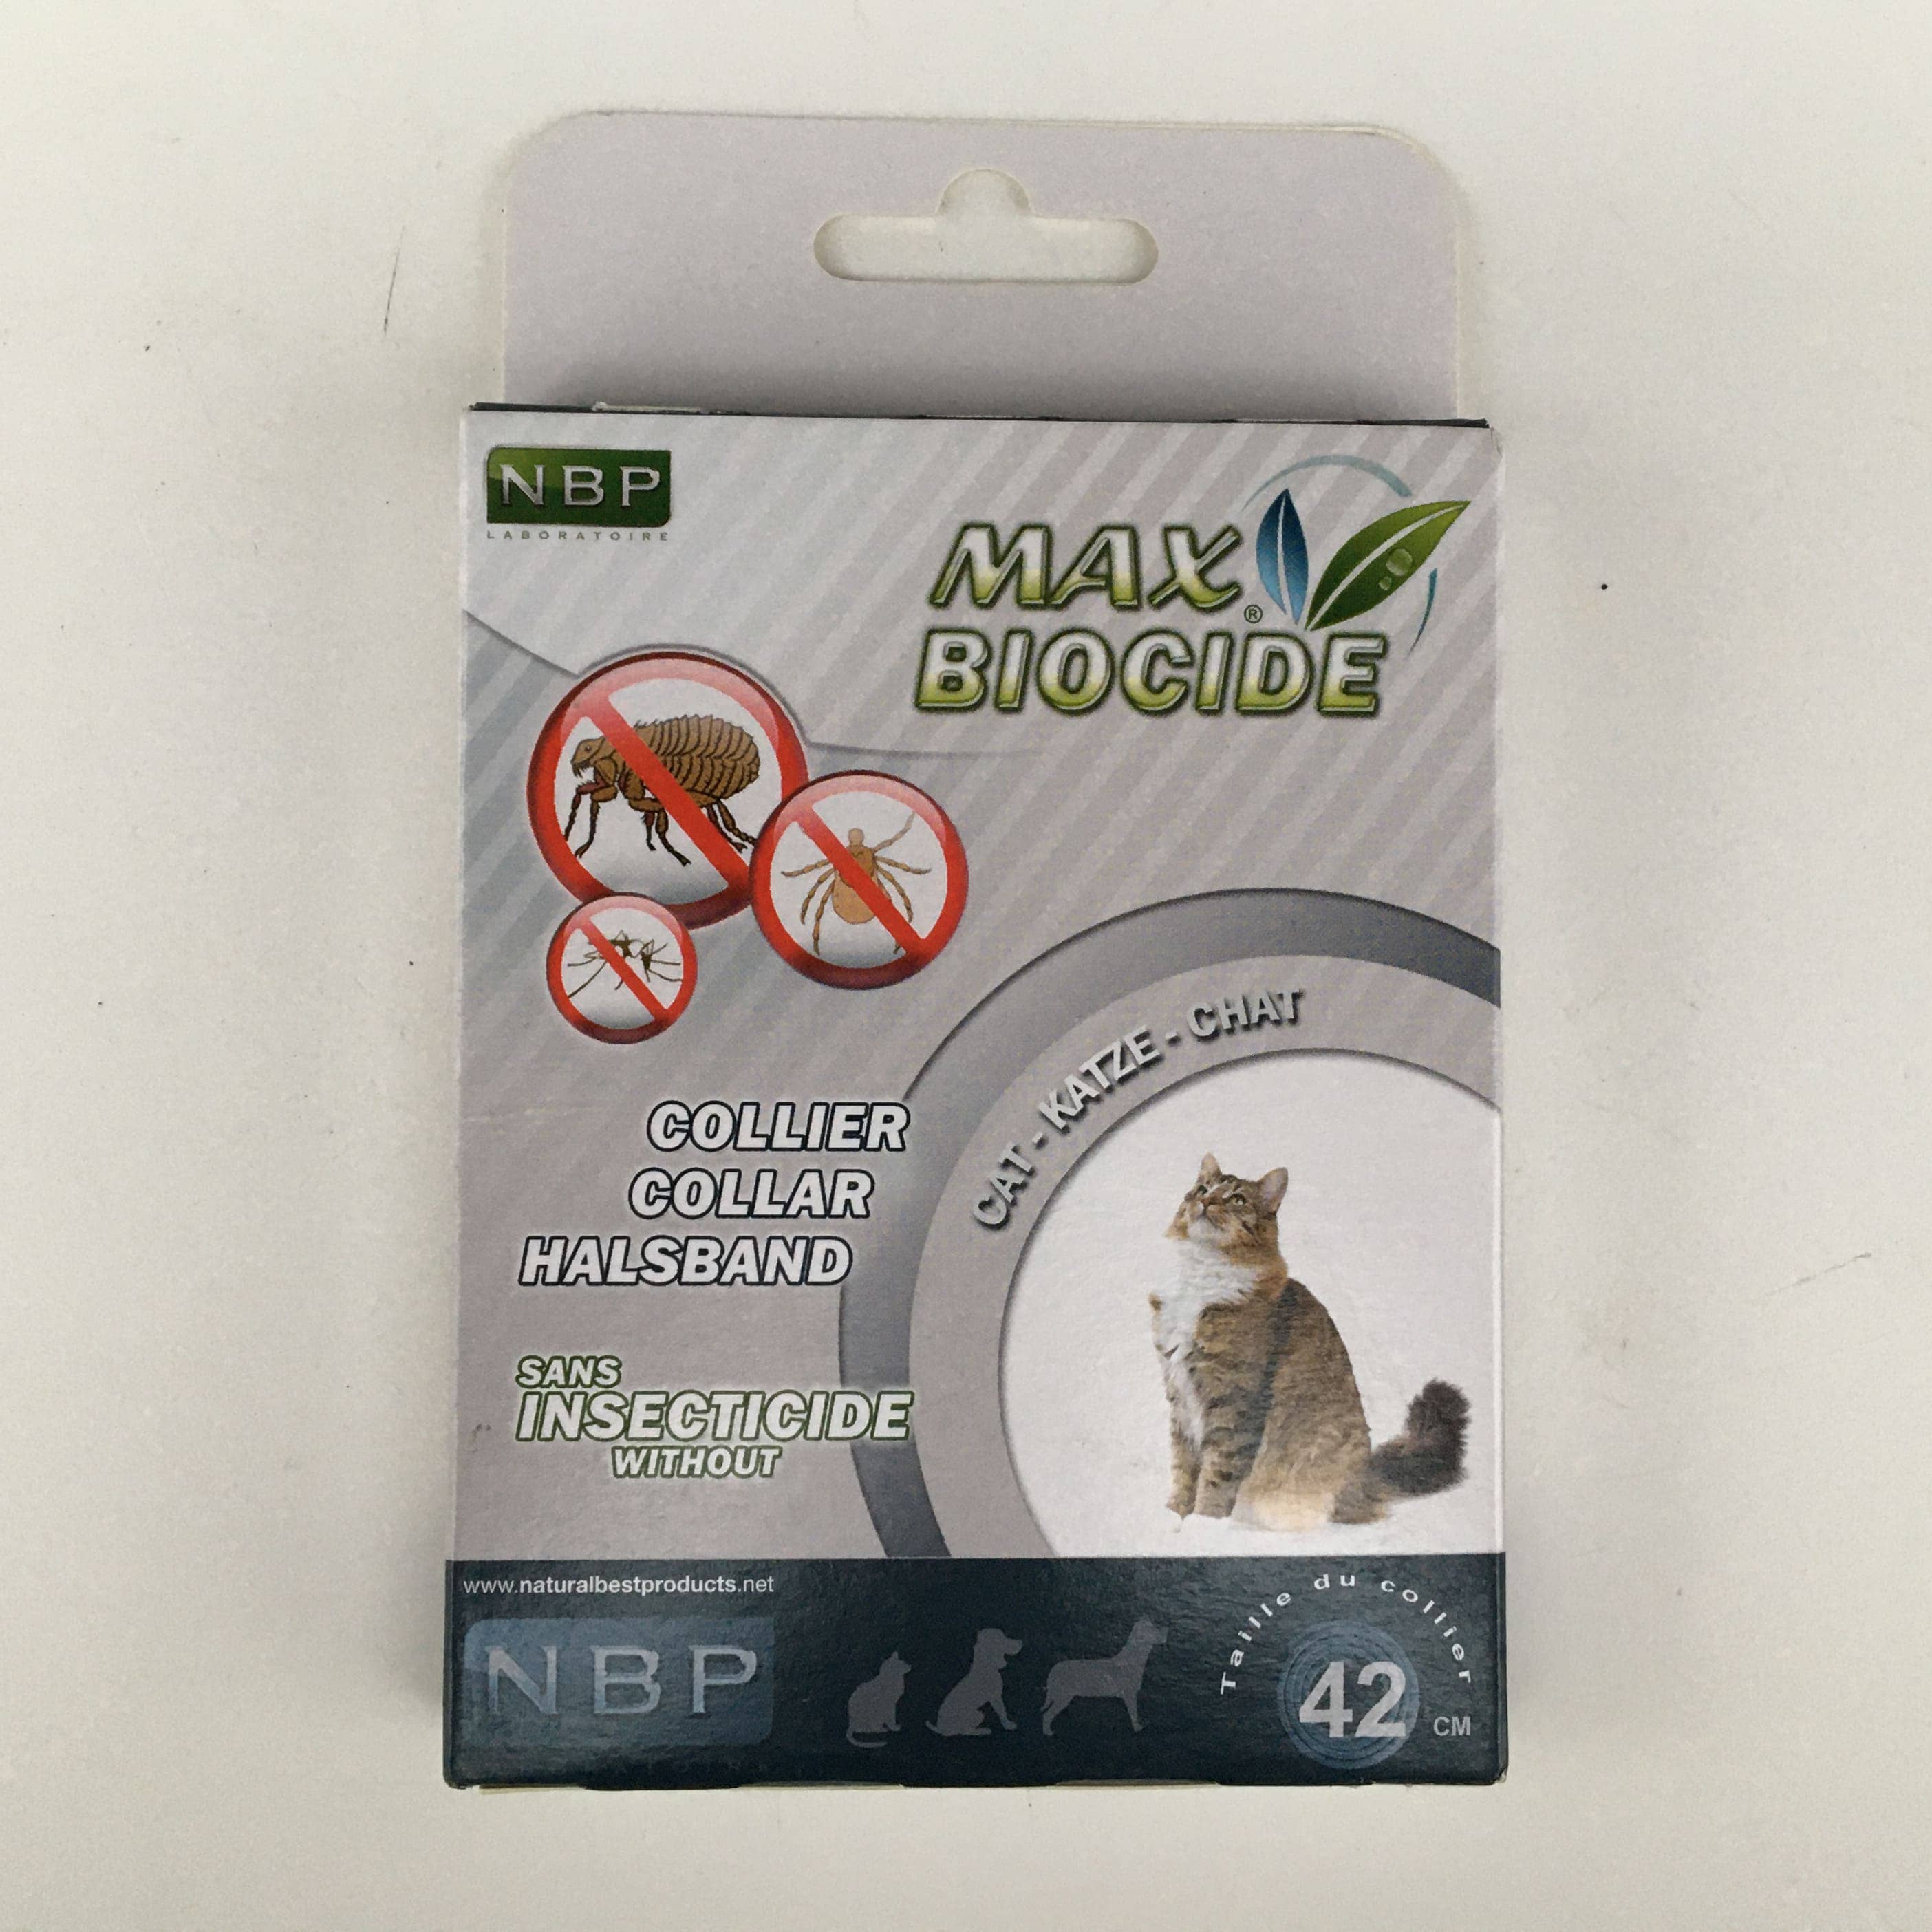 NBP
LABORATOIRE
MAX
®
BIOCIDE
CAT - KATZE - CHAT
COLLIER
COLLAR
HALSBAND
SANS
INSECTICIDE
WITHOUT
www.naturalbestproducts.net
NBP
Taille du collier
42 CM